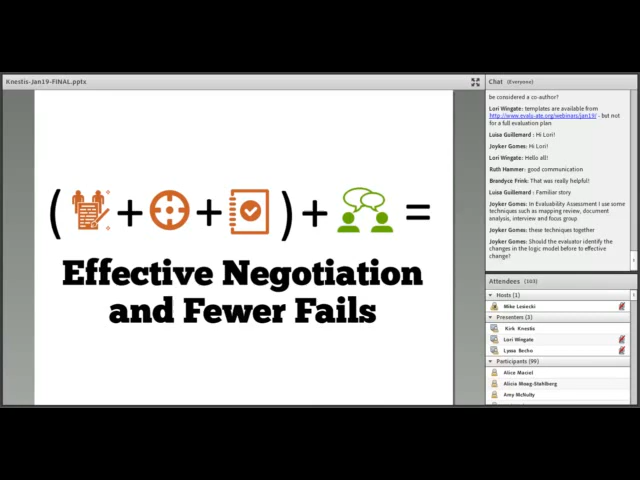 Knestis-Jan19-FINAL.pptx
( + + ) + =
Effective Negotiation
and Fewer Fails
Chat (Everyone)
be considered a co-author?
Lori Wingate: templates are available from
http://www.evalu-ate.org/webinars/jan19/ - but not
for a full evaluation plan
Luisa Guillemard : Hi Lori!
Joyker Gomes: Hi Lori!
Lori Wingate: Hello all!
Ruth Hammer: good communication
Brandyce Frink: That was really helpful!
Luisa Guillemard : Familiar story
Joyker Gomes: in Evaluability Assessment I use some
techniques such as mapping review, document
analysis, interview and focus group
Joyker Gomes: these techniques together
Joyker Gomes: Should the evaluator identify the
changes in the logic model before to effective
change?
Attendees (103)
Hosts (1)
Mike Lesiecki
Presenters (3)
Kirk Knestis
Lori Wingate
Lyssa Becho
Participants (99)
Alice Maciel
Alicia Moag-Stahlberg
Amy McNulty